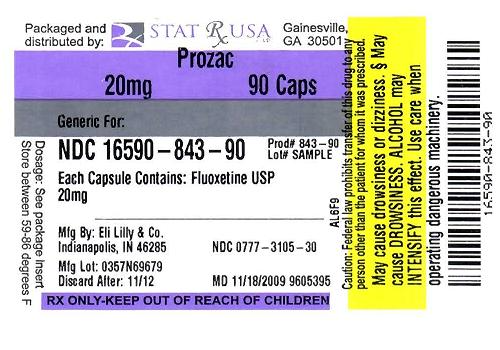 Packaged and
distributed by:
STAT Rx USA
Gainesville,
GA 30501
Prozac
20mg 90 Caps
Generic For:
NDC 16590-843-90
Prod# 843-90
Lot# SAMPLE
Each Capsule Contains: Fluoxetine USP
20mg
Mfg By: Eli Lilly & Co.
Indianapolis, IN 46285
NDC 0777-3105-30
Mfg Lot: 0357N69679
Discard After: 11/12
MD 11/18/2009 9605395
RX ONLY-KEEP OUT OF REACH OF CHILDREN
Dosage: See package Insert
Store between 59-86 degrees F
AL6F9
Caution: Federal law prohibits transfer of this drug to any
person other than the patient for whom it was prescribed.
May cause drowsiness or dizziness. § May
cause DROWSINESS. ALCOHOL may
INTENSIFY this effect. Use care when
operating dangerous machinery.
16590-843-90